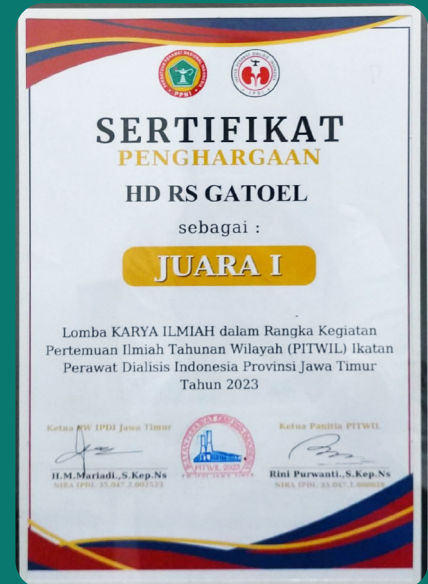 SERTIFIKAT
PENGHARGAAN
HD RS GATOEL
sebagai :
JUARA I
Lomba KARYA ILMIAH dalam Rangka Kegiatan
Pertemuan Ilmiah Tahunan Wilayah (PITWIL) Ikatan
Perawat Dialisis Indonesia Provinsi Jawa Timur
Tahun 2023
Ketua PW IPDI Jawa Timur
Ketua Panitia PITWIL
PITWIL 2023
H.M.Mariadi.,S.Kep.Ns
Rini Purwanti.,S.Kep.Ns